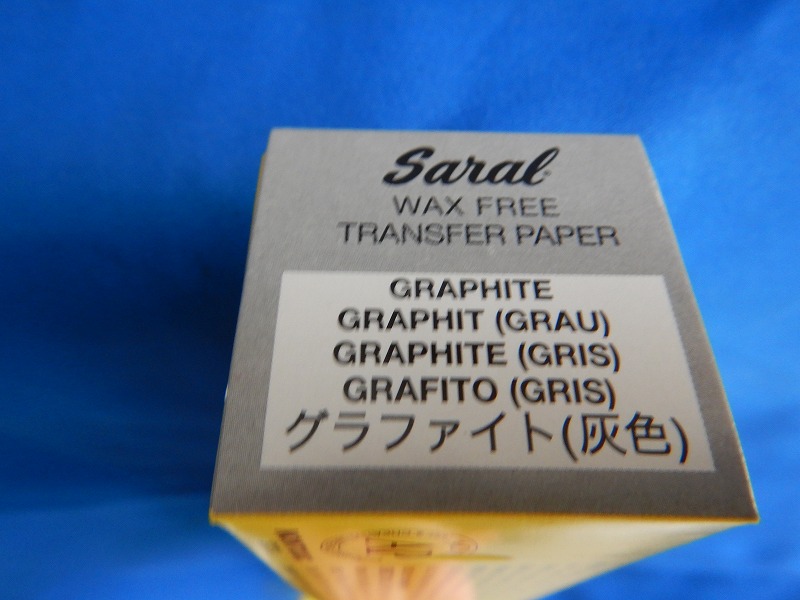 Saral
WAX FREE
TRANSFER PAPER
GRAPHITE
GRAPHIT (GRAU)
GRAPHITE (GRIS)
GRAFITO (GRIS)
グラファイト(灰色)